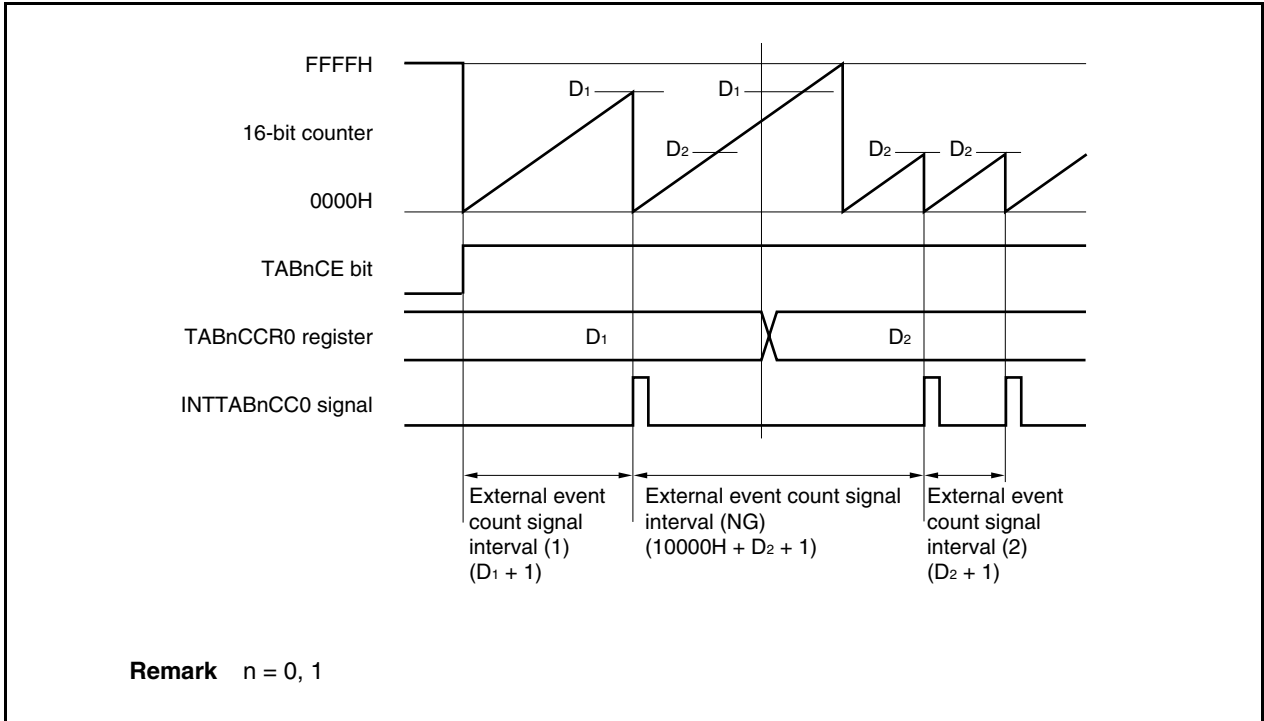 FFFFH
D1
D1
16-bit counter
D2
D2
D2
0000H
TABnCE bit
TABnCCR0 register
D1
D2
INTTABnCC0 signal
External event
count signal
interval (1)
(D1 + 1)
External event count signal
interval (NG)
(10000H + D2 + 1)
External event
count signal
interval (2)
(D2 + 1)
Remark n = 0, 1